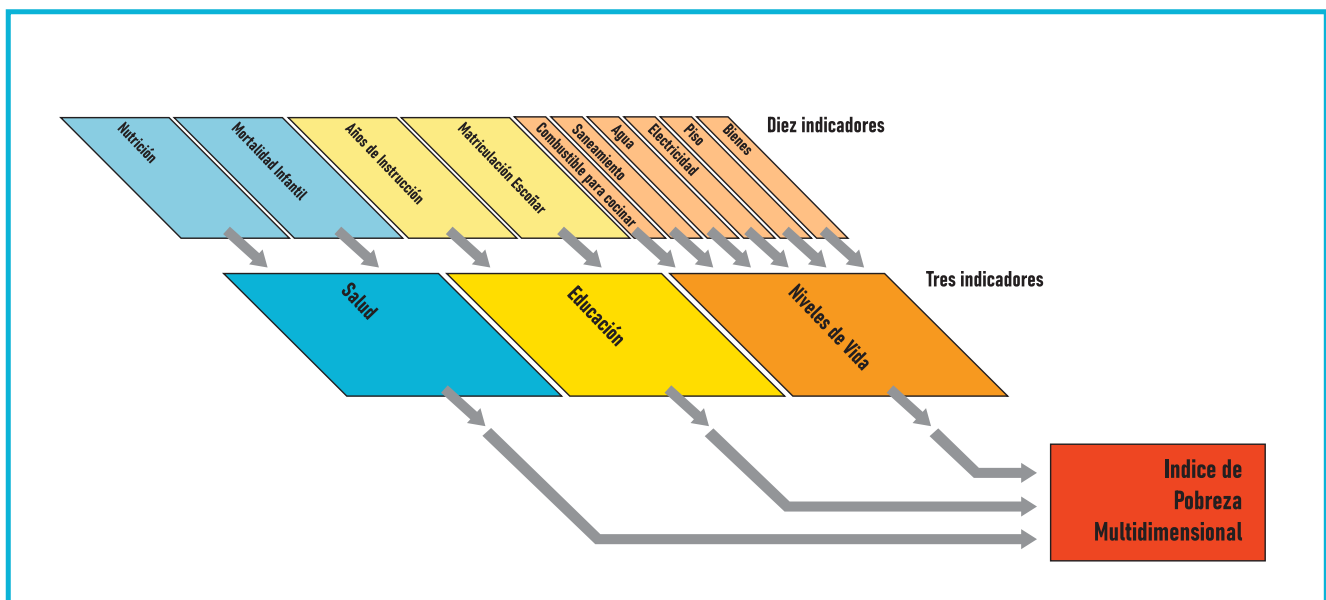 Nutrición
Mortalidad Infantil
Años de Instrucción
Matriculación Escoñar
Combustible para cocinar
Saneamiento
Agua
Electricidad
Piso
Bienes
Diez indicadores
Salud
Educación
Niveles de Vida
Tres indicadores
Indice de
Pobreza
Multidimensional